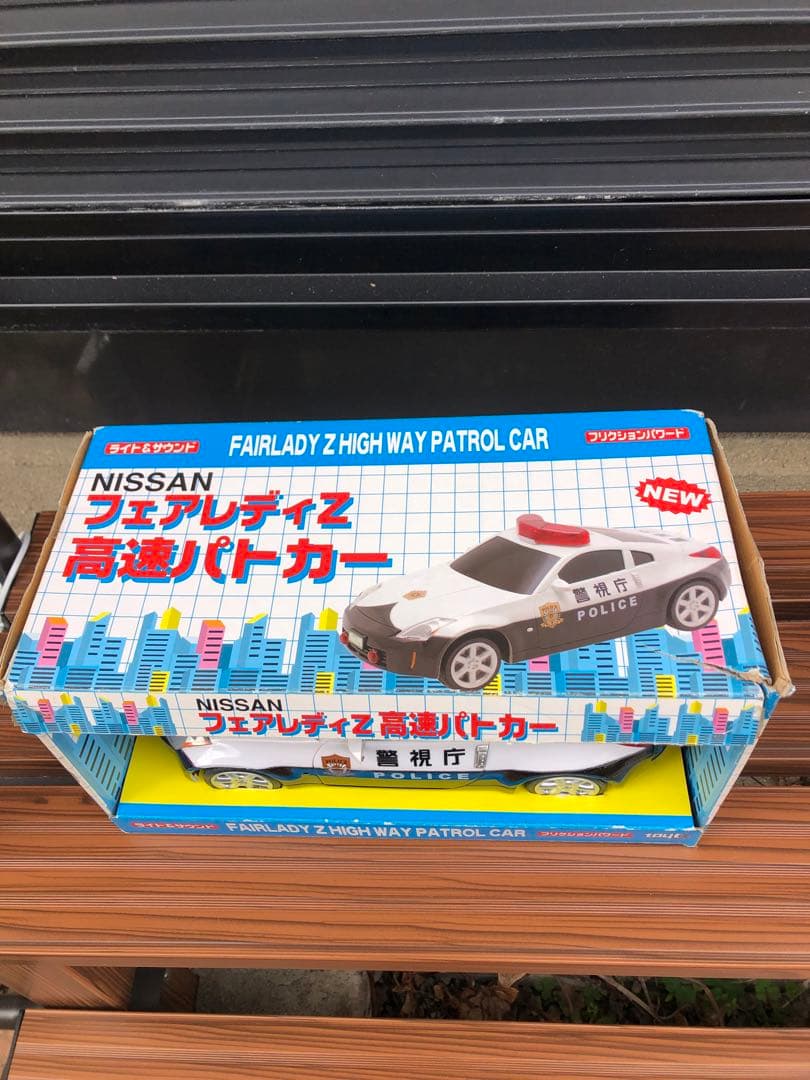 ライト&サウンド
FAIRLADY Z HIGH WAY PATROL CAR
フリクションパワード
NISSAN
フェアレディZ
高速パトカー
NEW
警視庁
POLICE
NISSAN
フェアレディZ 高速パトカー
POLICE
警視庁
POLICE
ライト&サウンド
FAIRLADY Z HIGH WAY PATROL CAR
フリクションパワード